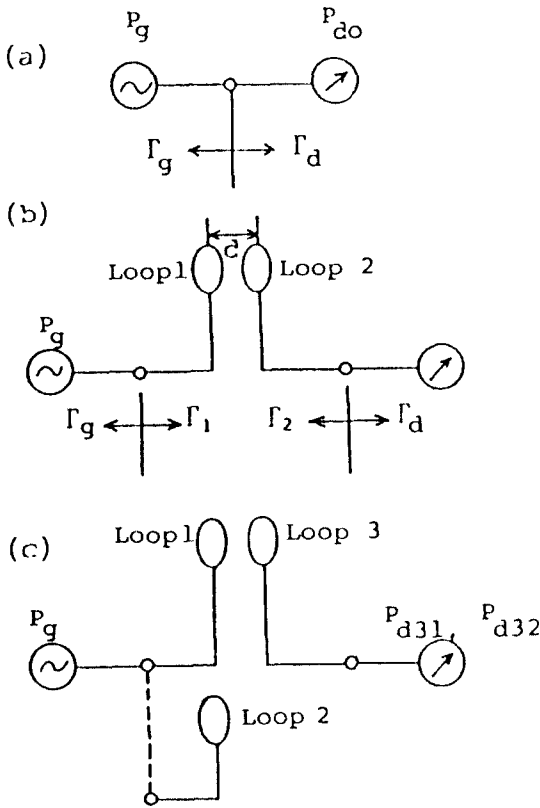 (a)
P_g P_do
Γ_g Γ_d
(b)
d
Loop1 Loop 2
P_g
Γ_g Γ_1 Γ_2 Γ_d
(c)
Loop1 Loop 3
P_g P_d31, P_d32
Loop 2